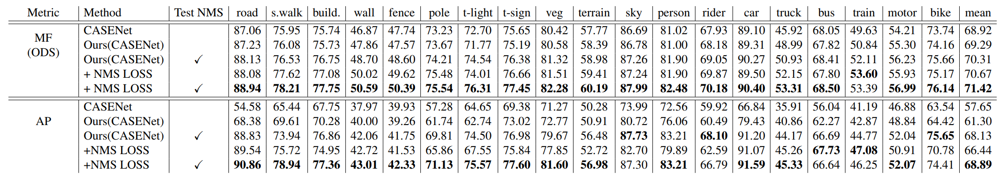 Metric Method Test NMS road s.walk build. wall fence pole t-light t-sign veg terrain sky person rider car truck bus train motor bike mean
MF (ODS)
CASENet 87.06 75.95 75.74 46.87 47.74 73.23 72.70 75.65 80.42 57.77 86.69 81.02 67.93 89.10 45.92 68.05 49.63 54.21 73.74 68.92
Ours(CASENet) 87.23 76.08 75.73 47.86 47.57 73.67 71.77 75.19 80.58 58.39 86.78 81.00 68.18 89.31 48.99 67.82 50.84 55.30 74.16 69.29
Ours(CASENet) ✓ 88.13 76.53 76.75 48.70 48.60 74.21 74.54 76.38 81.32 58.98 87.26 81.90 69.05 90.27 50.93 68.41 52.11 56.23 75.66 70.31
+ NMS LOSS 88.08 77.62 77.08 50.02 49.62 75.48 74.01 76.66 81.51 59.41 87.24 81.90 69.87 89.50 52.15 67.80 53.60 55.93 75.17 70.67
+ NMS LOSS ✓ 88.94 78.21 77.75 50.59 50.39 75.54 76.31 77.45 82.28 60.19 87.99 82.48 70.18 90.40 53.31 68.50 53.39 56.99 76.14 71.42
AP
CASENet 54.58 65.44 67.75 37.97 39.93 57.28 64.65 69.38 71.27 50.28 73.99 72.56 59.92 66.84 35.91 56.04 41.19 46.88 63.54 57.65
Ours(CASENet) 68.38 69.61 70.28 40.00 39.26 61.74 62.74 73.02 72.77 50.91 80.72 76.06 60.49 79.43 40.86 62.27 42.87 48.84 64.42 61.30
Ours(CASENet) ✓ 88.83 73.94 76.86 42.06 41.75 69.81 74.50 76.98 79.67 56.48 87.73 83.21 68.10 91.20 44.17 66.69 44.77 52.04 75.65 68.13
+NMS LOSS 89.54 75.72 74.95 42.72 41.53 65.86 67.55 75.84 77.85 52.72 82.70 79.89 62.59 91.07 45.26 67.73 47.08 50.91 70.78 66.44
+NMS LOSS ✓ 90.86 78.94 77.36 43.01 42.33 71.13 75.57 77.60 81.60 56.98 87.30 83.21 66.79 91.59 45.33 66.64 46.25 52.07 74.41 68.89